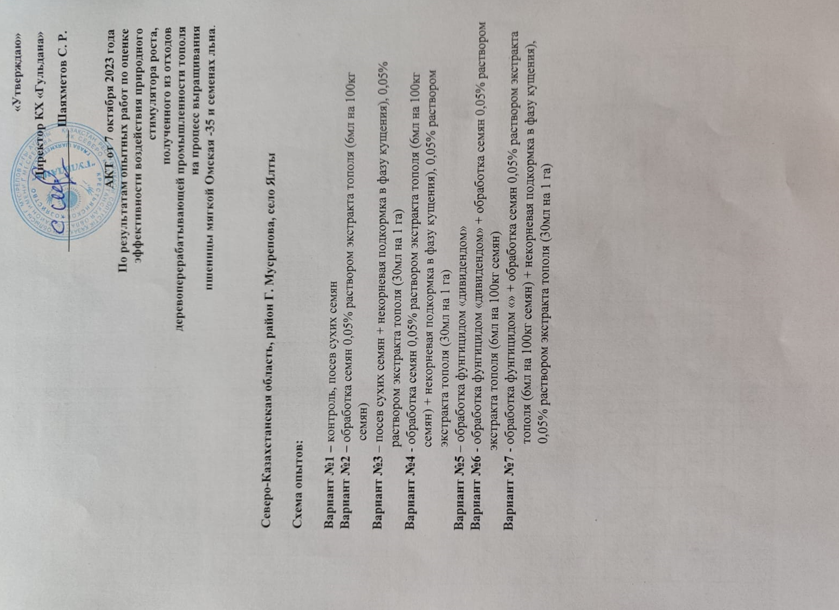 «Утверждаю»
Директор КХ «Гульдана»
Шаяхметов С. Р.
АКТ от 7 октября 2023 года
По результатам опытных работ по оценке
эффективности воздействия природного
стимулятора роста,
полученного из отходов
деревоперерабатывающей промышленности тополя
на процесс выращивания
пшеницы мягкой Омская -35 и семенах льна.
Северо-Казахстанская область, район Г. Мусрепова, село Ялты
Схема опытов:
Вариант №1 – контроль, посев сухих семян
Вариант №2 – обработка семян 0,05% раствором экстракта тополя (6мл на 100кг
семян)
Вариант №3 – посев сухих семян + некорневая подкормка в фазу кущения), 0,05%
раствором экстракта тополя (30мл на 1 га)
Вариант №4 - обработка семян 0,05% раствором экстракта тополя (6мл на 100кг
семян) + некорневая подкормка в фазу кущения), 0,05% раствором
экстракта тополя (30мл на 1 га)
Вариант №5 – обработка фунгицидом «дивидендом»
Вариант №6 - обработка фунгицидом «дивидендом» + обработка семян 0,05% раствором
экстракта тополя (6мл на 100кг семян)
Вариант №7 - обработка фунгицидом «» + обработка семян 0,05% раствором экстракта
тополя (6мл на 100кг семян) + некорневая подкормка в фазу кущения),
0,05% раствором экстракта тополя (30мл на 1 га)